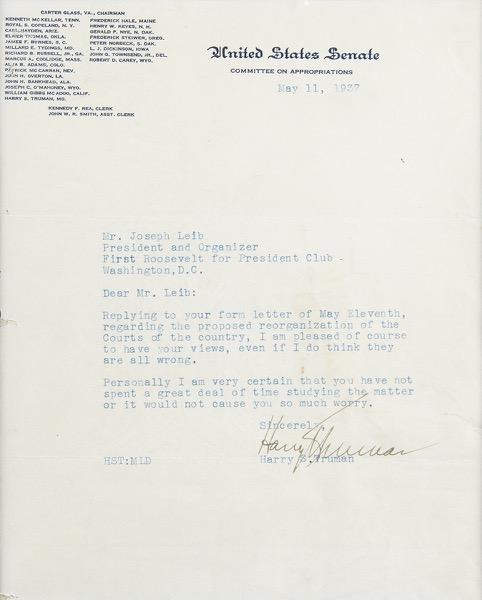 CARTER GLASS, VA., CHAIRMAN
KENNETH McKELLAR, TENN.
ROYAL S. COPELAND, N. Y.
CARL HAYDEN, ARIZ.
ELMER THOMAS, OKLA.
JAMES F. BYRNES, S. C.
MILLARD E. TYDINGS, MD.
RICHARD B. RUSSELL, JR., GA.
MARCUS A. COOLIDGE, MASS.
ALVA B. ADAMS, COLO.
PATRICK McCARRAN, NEV.
JOHN H. OVERTON, LA.
JOHN H. BANKHEAD, ALA.
JOSEPH C. O'MAHONEY, WYO.
WILLIAM GIBBS McADOO, CALIF.
HARRY S. TRUMAN, MO.
FREDERICK HALE, MAINE
HENRY W. KEYES, N. H.
GERALD P. NYE, N. DAK.
FREDERICK STEIWER, OREG.
PETER NORBECK, S. DAK.
L. J. DICKINSON, IOWA
JOHN G. TOWNSEND, JR., DEL.
ROBERT D. CAREY, WYO.
KENNEDY F. REA, CLERK
JOHN W. R. SMITH, ASST. CLERK
United States Senate
COMMITTEE ON APPROPRIATIONS
May 11, 1937
Mr. Joseph Leib
President and Organizer
First Roosevelt for President Club -
Washington,D.C.
Dear Mr. Leib:
Replying to your form letter of May Eleventh,
regarding the proposed reorganization of the
Courts of the country, I am pleased of course
to have your views, even if I do think they
are all wrong.
Personally I am very certain that you have not
spent a great deal of time studying the matter
or it would not cause you so much worry.
Sincerely,
Harry S Truman
HST:MLD
Harry S. Truman